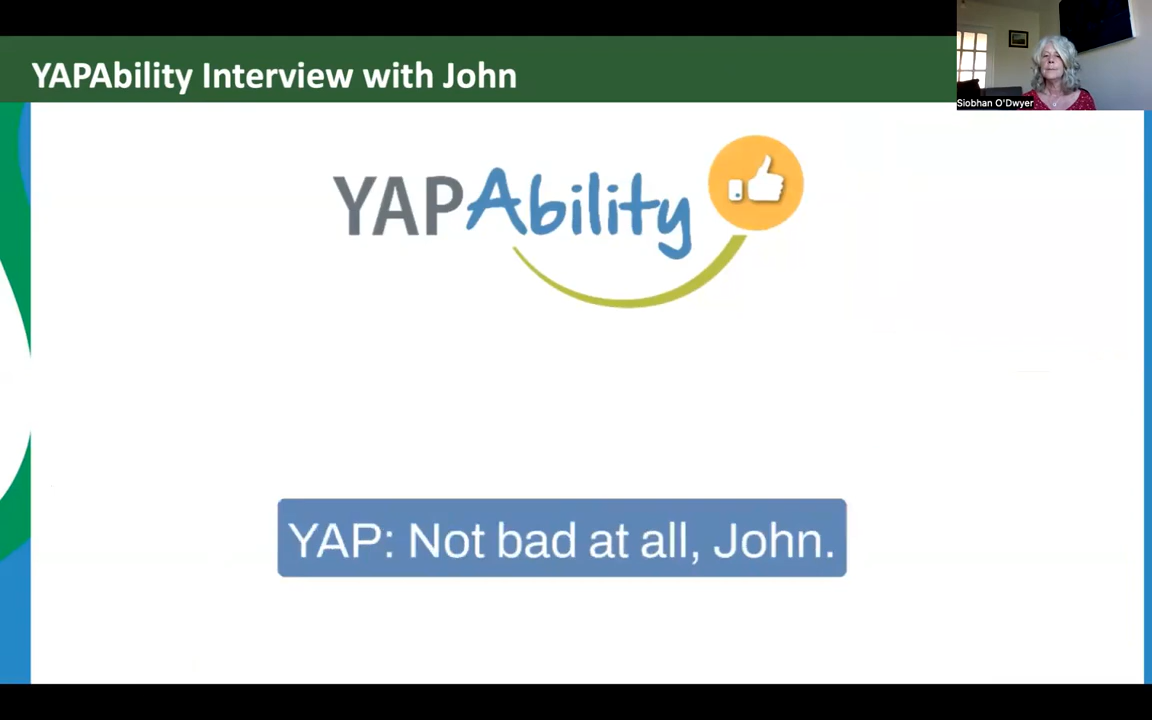 YAPAbility Interview with John
Siobhan O'Dwyer
YAPAbility
YAP: Not bad at all, John.